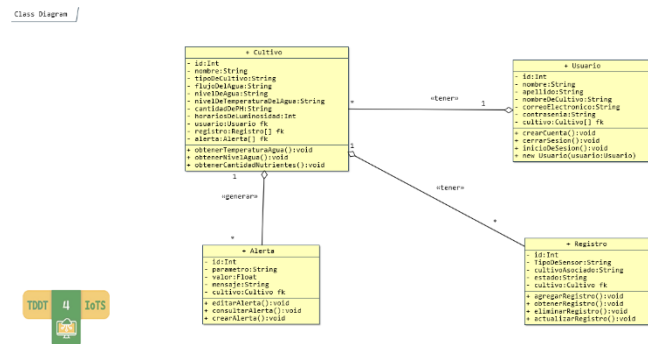 Class Diagram
+ Cultivo
- id:Int
- nombre:String
- tipoDeCultivo:String
- flujoDelAgua:String
- nivelDeAgua:String
- nivelDeTemperaturaDelAgua:String
- cantidadDePH:String
- horariosDeLuminosidad:Int
- usuario:Usuario fk
- registro:Registro[] fk
- alerta:Alerta[] fk
+ obtenerTemperaturaAgua():void
+ obtenerNivelAgua():void
+ obtenerCantidadNutrientes():void
+ Usuario
- id:Int
- nombre:String
- apellido:String
- nombreDeCultivo:String
- correoElectronico:String
- contrasenia:String
- cultivo:Cultivo[] fk
+ crearCuenta():void
+ cerrarSesion():void
+ inicioDeSesion():void
+ new Usuario(usuario:Usuario)
* «tener» 1
1 «tener» *
1 «generar» *
+ Alerta
- id:Int
- parametro:String
- valor:Float
- mensaje:String
- cultivo:Cultivo fk
+ editarAlerta():void
+ consultarAlerta():void
+ crearAlerta():void
+ Registro
- id:Int
- TipoDeSensor:String
- cultivoAsociado:String
- estado:String
- cultivo:Cultivo fk
+ agregarRegistro():void
+ obtenerRegistro():void
+ eliminarRegistro():void
+ actualizarRegistro():void
TDDT 4 IoTS